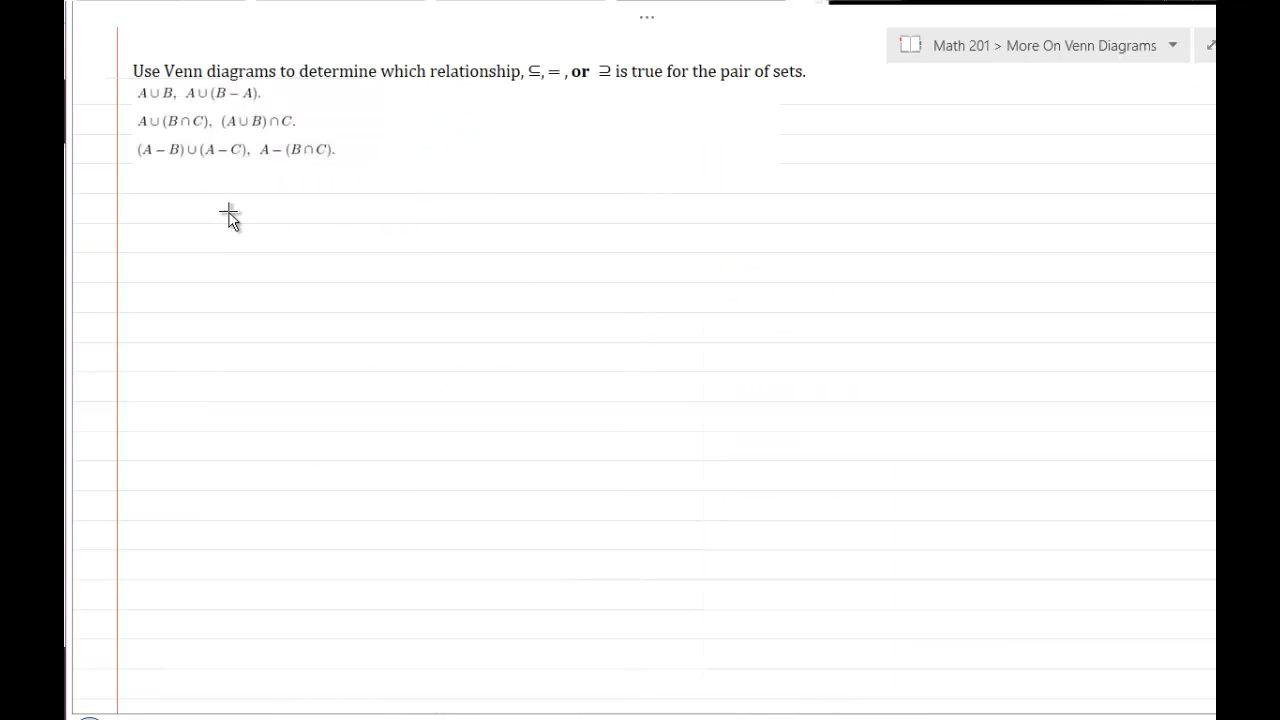 ...
Math 201 > More On Venn Diagrams
Use Venn diagrams to determine which relationship, ⊆, = , or ⊇ is true for the pair of sets.
A ∪ B, A ∪ (B − A).
A ∪ (B ∩ C), (A ∪ B) ∩ C.
(A − B) ∪ (A − C), A − (B ∩ C).